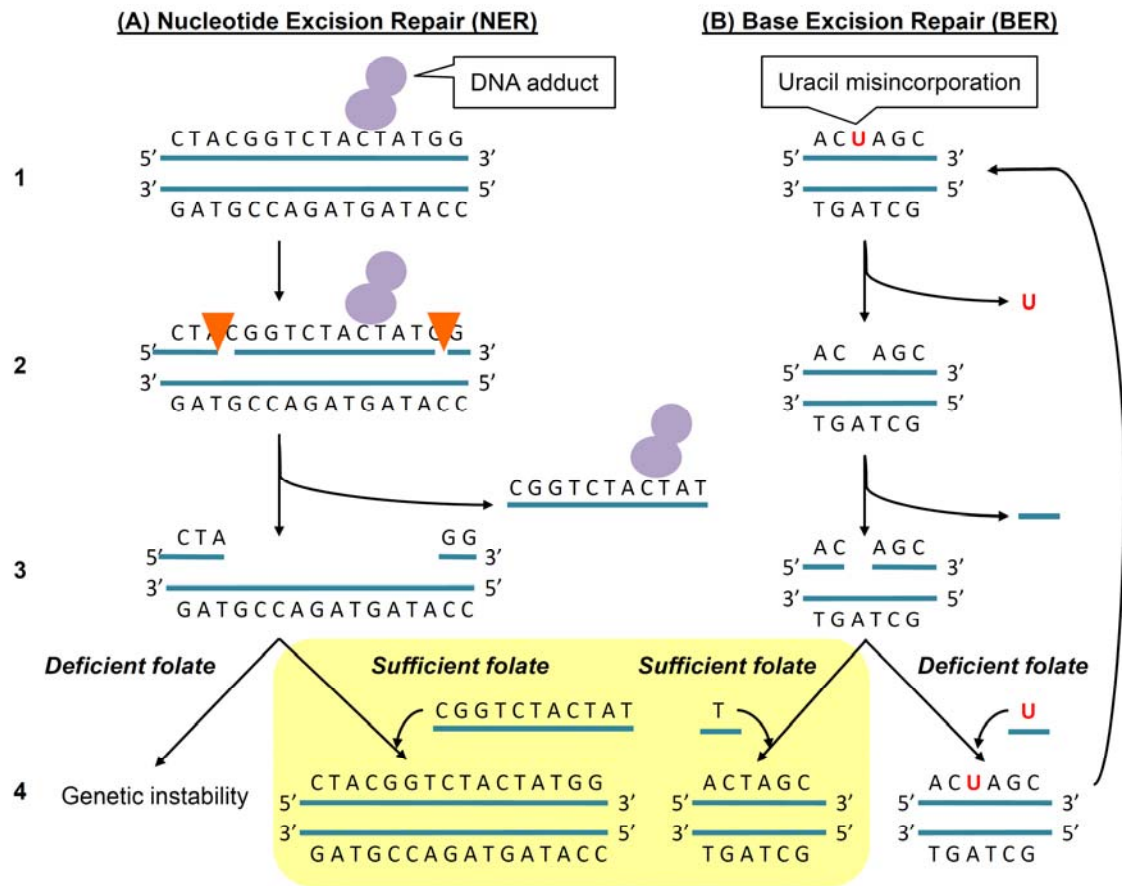 (A) Nucleotide Excision Repair (NER)
(B) Base Excision Repair (BER)
DNA adduct
Uracil misincorporation
1
CTACGGTCTACTATGG
5′ 3′
3′ 5′
GATGCCAGATGATACC
ACUAGC
5′ 3′
3′ 5′
TGATCG
U
2
CTACGGTCTACTATCG
5′ 3′
3′ 5′
GATGCCAGATGATACC
AC AGC
5′ 3′
3′ 5′
TGATCG
CGGTCTACTAT
3
CTA GG
5′ 3′
3′ 5′
GATGCCAGATGATACC
AC AGC
5′ 3′
3′ 5′
TGATCG
Deficient folate
Sufficient folate
Sufficient folate
Deficient folate
CGGTCTACTAT
T
U
4
Genetic instability
CTACGGTCTACTATGG
5′ 3′
3′ 5′
GATGCCAGATGATACC
ACTAGC
5′ 3′
3′ 5′
TGATCG
ACUAGC
5′ 3′
3′ 5′
TGATCG